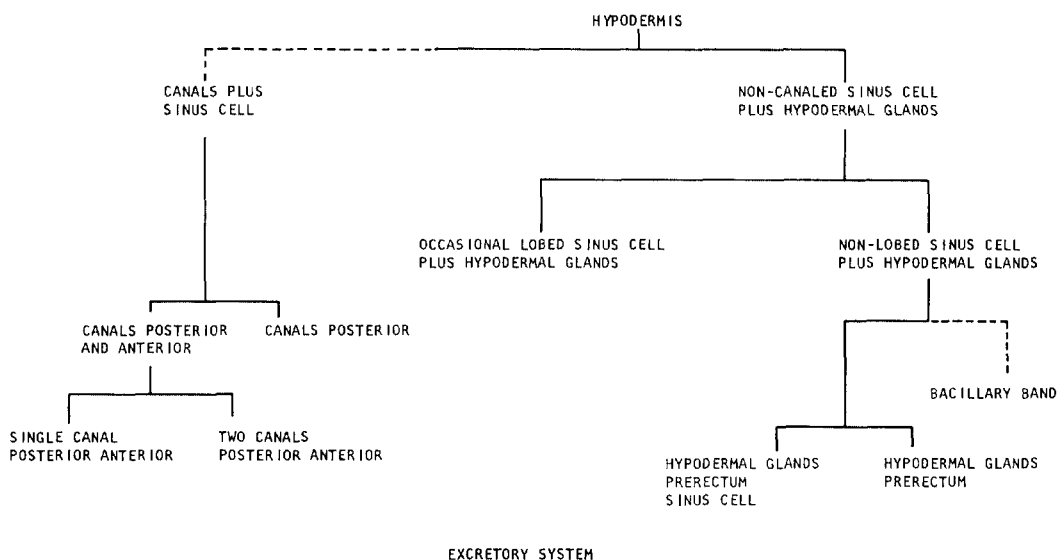 HYPODERMIS
CANALS PLUS
SINUS CELL
NON-CANALED SINUS CELL
PLUS HYPODERMAL GLANDS
OCCASIONAL LOBED SINUS CELL
PLUS HYPODERMAL GLANDS
NON-LOBED SINUS CELL
PLUS HYPODERMAL GLANDS
CANALS POSTERIOR
AND ANTERIOR
CANALS POSTERIOR
BACILLARY BAND
SINGLE CANAL
POSTERIOR ANTERIOR
TWO CANALS
POSTERIOR ANTERIOR
HYPODERMAL GLANDS
PRERECTUM
SINUS CELL
HYPODERMAL GLANDS
PRERECTUM
EXCRETORY SYSTEM